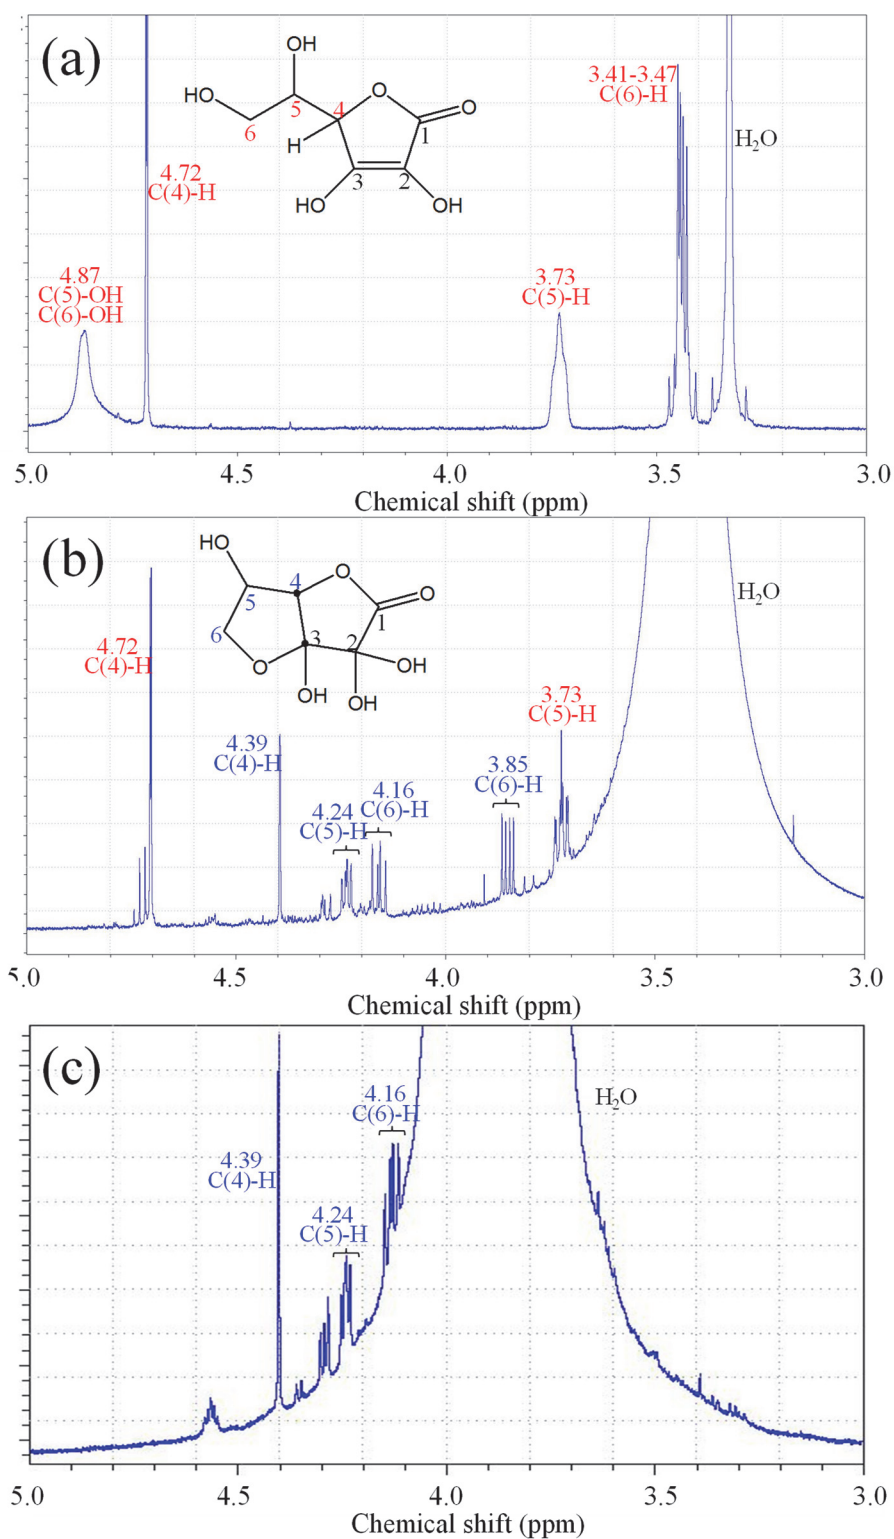 (a)
OH
HO
O
O
5
4
6
1
H
3
2
HO
OH
4.72
C(4)-H
4.87
C(5)-OH
C(6)-OH
3.73
C(5)-H
3.41-3.47
C(6)-H
H₂O
5.0 4.5 4.0 3.5 3.0
Chemical shift (ppm)
(b)
HO
O
O
4
5
1
6
3
2
O
OH
OH
OH
4.72
C(4)-H
4.39
C(4)-H
4.24
C(5)-H
4.16
C(6)-H
3.85
C(6)-H
3.73
C(5)-H
H₂O
5.0 4.5 4.0 3.5 3.0
Chemical shift (ppm)
(c)
4.39
C(4)-H
4.24
C(5)-H
4.16
C(6)-H
H₂O
5.0 4.5 4.0 3.5 3.0
Chemical shift (ppm)